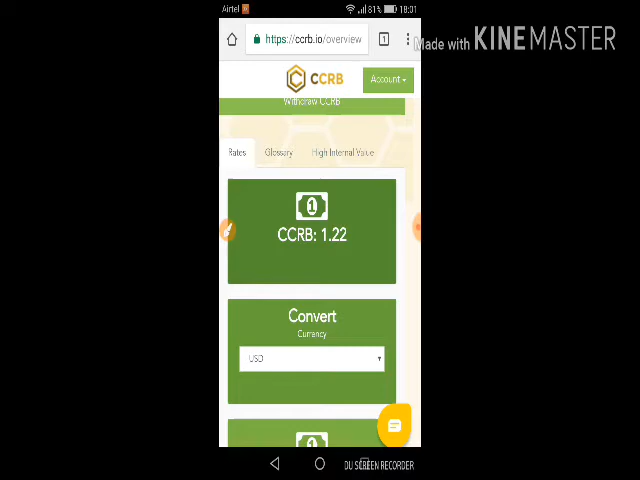 Airtel 81% 18:01
https://ccrb.io/overview 1
Made with KINEMASTER
CCRB Account
Withdraw CCRB
Rates Glossary High Internal Value
CCRB: 1.22
Convert
Currency
USD
DU SCREEN RECORDER